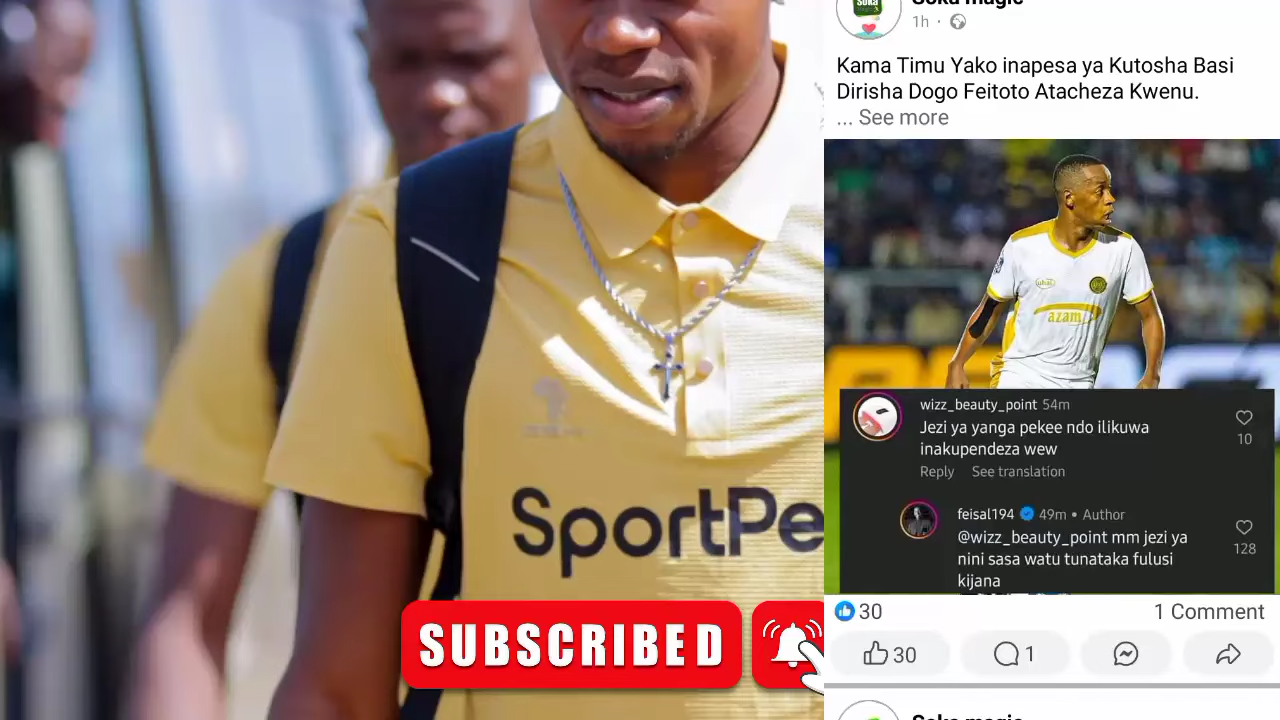 SportPe
SUBSCRIBED
Soka magic
1h ·
Kama Timu Yako inapesa ya Kutosha Basi
Dirisha Dogo Feitoto Atacheza Kwenu.
... See more
azam
wizz_beauty_point 54m
Jezi ya yanga pekee ndo ilikuwa
inakupendeza wew
10
Reply See translation
feisal194 49m • Author
@wizz_beauty_point mm jezi ya
nini sasa watu tunataka fulusi
kijana
128
30
1 Comment
30
1
Soka magic